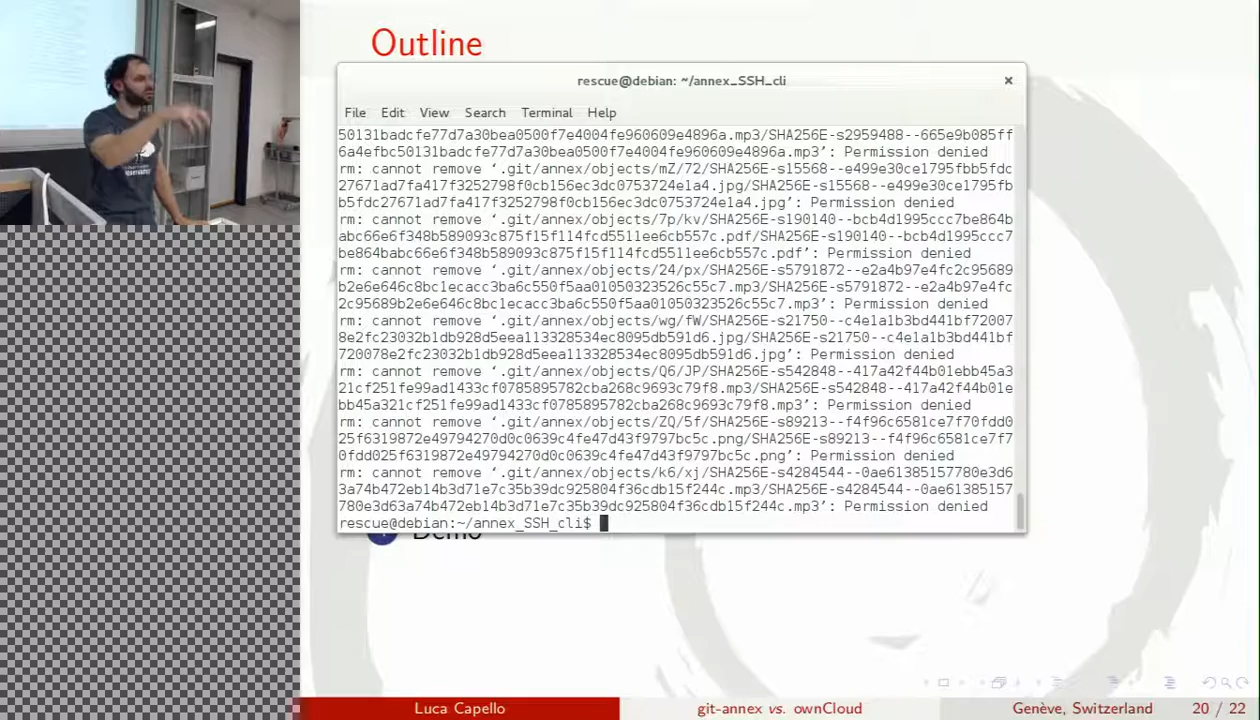 Outline
rescue@debian: ~/annex_SSH_cli
File Edit View Search Terminal Help
50131badcfe77d7a30bea0500f7e4004fe960609e4896a.mp3/SHA256E-s2959488--665e9b085ff
6a4efbc50131badcfe77d7a30bea0500f7e4004fe960609e4896a.mp3’: Permission denied
rm: cannot remove ‘.git/annex/objects/mZ/72/SHA256E-s15568--e499e30ce1795fbb5fdc
27671ad7fa417f3252798f0cb156ec3dc0753724e1a4.jpg/SHA256E-s15568--e499e30ce1795fb
b5fdc27671ad7fa417f3252798f0cb156ec3dc0753724e1a4.jpg’: Permission denied
rm: cannot remove ‘.git/annex/objects/7p/kv/SHA256E-s190140--bcb4d1995ccc7be864b
abc66e6f348b589093c875f15f114fcd5511ee6cb557c.pdf/SHA256E-s190140--bcb4d1995ccc7
be864babc66e6f348b589093c875f15f114fcd5511ee6cb557c.pdf’: Permission denied
rm: cannot remove ‘.git/annex/objects/24/px/SHA256E-s5791872--e2a4b97e4fc2c95689
b2e6e646c8bc1ecacc3ba6c550f5aa01050323526c55c7.mp3/SHA256E-s5791872--e2a4b97e4fc
2c95689b2e6e646c8bc1ecacc3ba6c550f5aa01050323526c55c7.mp3’: Permission denied
rm: cannot remove ‘.git/annex/objects/wg/fW/SHA256E-s21750--c4e1a1b3bd441bf72007
8e2fc23032b1db928d5eea113328534ec8095db591d6.jpg/SHA256E-s21750--c4e1a1b3bd441bf
720078e2fc23032b1db928d5eea113328534ec8095db591d6.jpg’: Permission denied
rm: cannot remove ‘.git/annex/objects/Q6/JP/SHA256E-s542848--417a42f44b01ebb45a3
21cf251fe99ad1433cf0785895782cba268c9693c79f8.mp3/SHA256E-s542848--417a42f44b01e
bb45a321cf251fe99ad1433cf0785895782cba268c9693c79f8.mp3’: Permission denied
rm: cannot remove ‘.git/annex/objects/ZQ/5f/SHA256E-s89213--f4f96c6581ce7f70fdd0
25f6319872e49794270d0c0639c4fe47d43f9797bc5c.png/SHA256E-s89213--f4f96c6581ce7f7
0fdd025f6319872e49794270d0c0639c4fe47d43f9797bc5c.png’: Permission denied
rm: cannot remove ‘.git/annex/objects/k6/xj/SHA256E-s4284544--0ae61385157780e3d6
3a74b472eb14b3d71e7c35b39dc925804f36cdb15f244c.mp3/SHA256E-s4284544--0ae61385157
780e3d63a74b472eb14b3d71e7c35b39dc925804f36cdb15f244c.mp3’: Permission denied
rescue@debian:~/annex_SSH_cli$
Demo
Luca Capello git-annex vs. ownCloud Genève, Switzerland 20 / 22